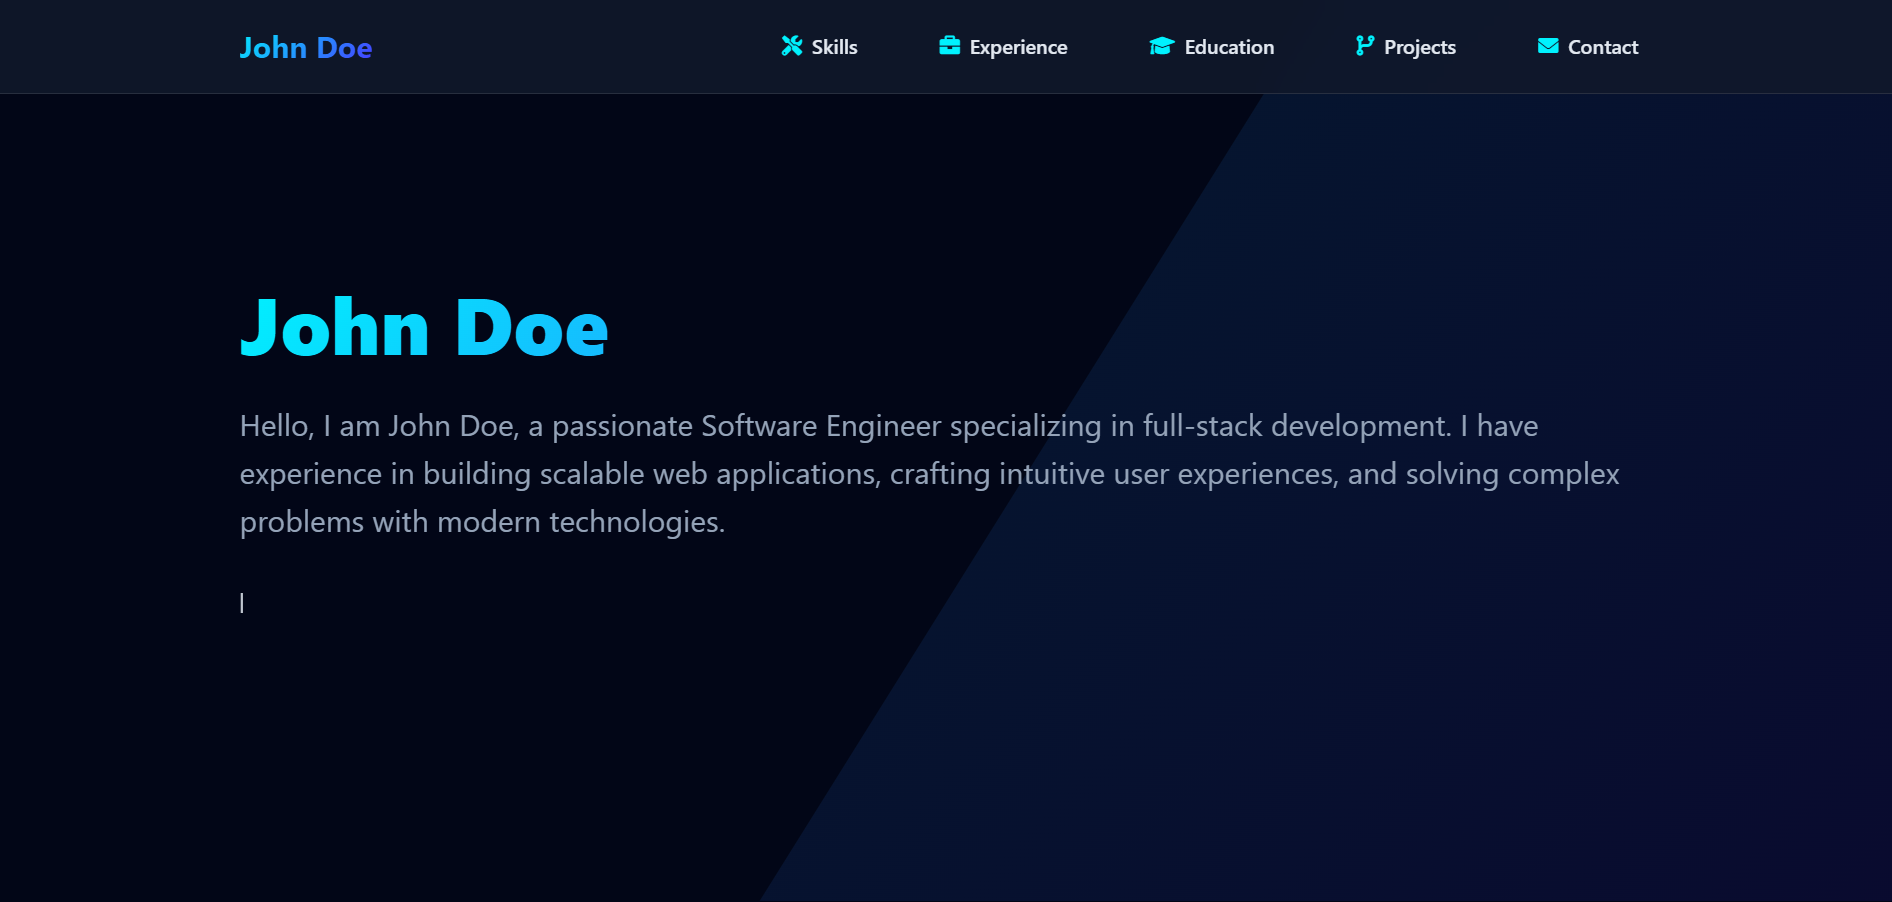 John Doe
Skills
Experience
Education
Projects
Contact
John Doe
Hello, I am John Doe, a passionate Software Engineer specializing in full-stack development. I have
experience in building scalable web applications, crafting intuitive user experiences, and solving complex
problems with modern technologies.
|